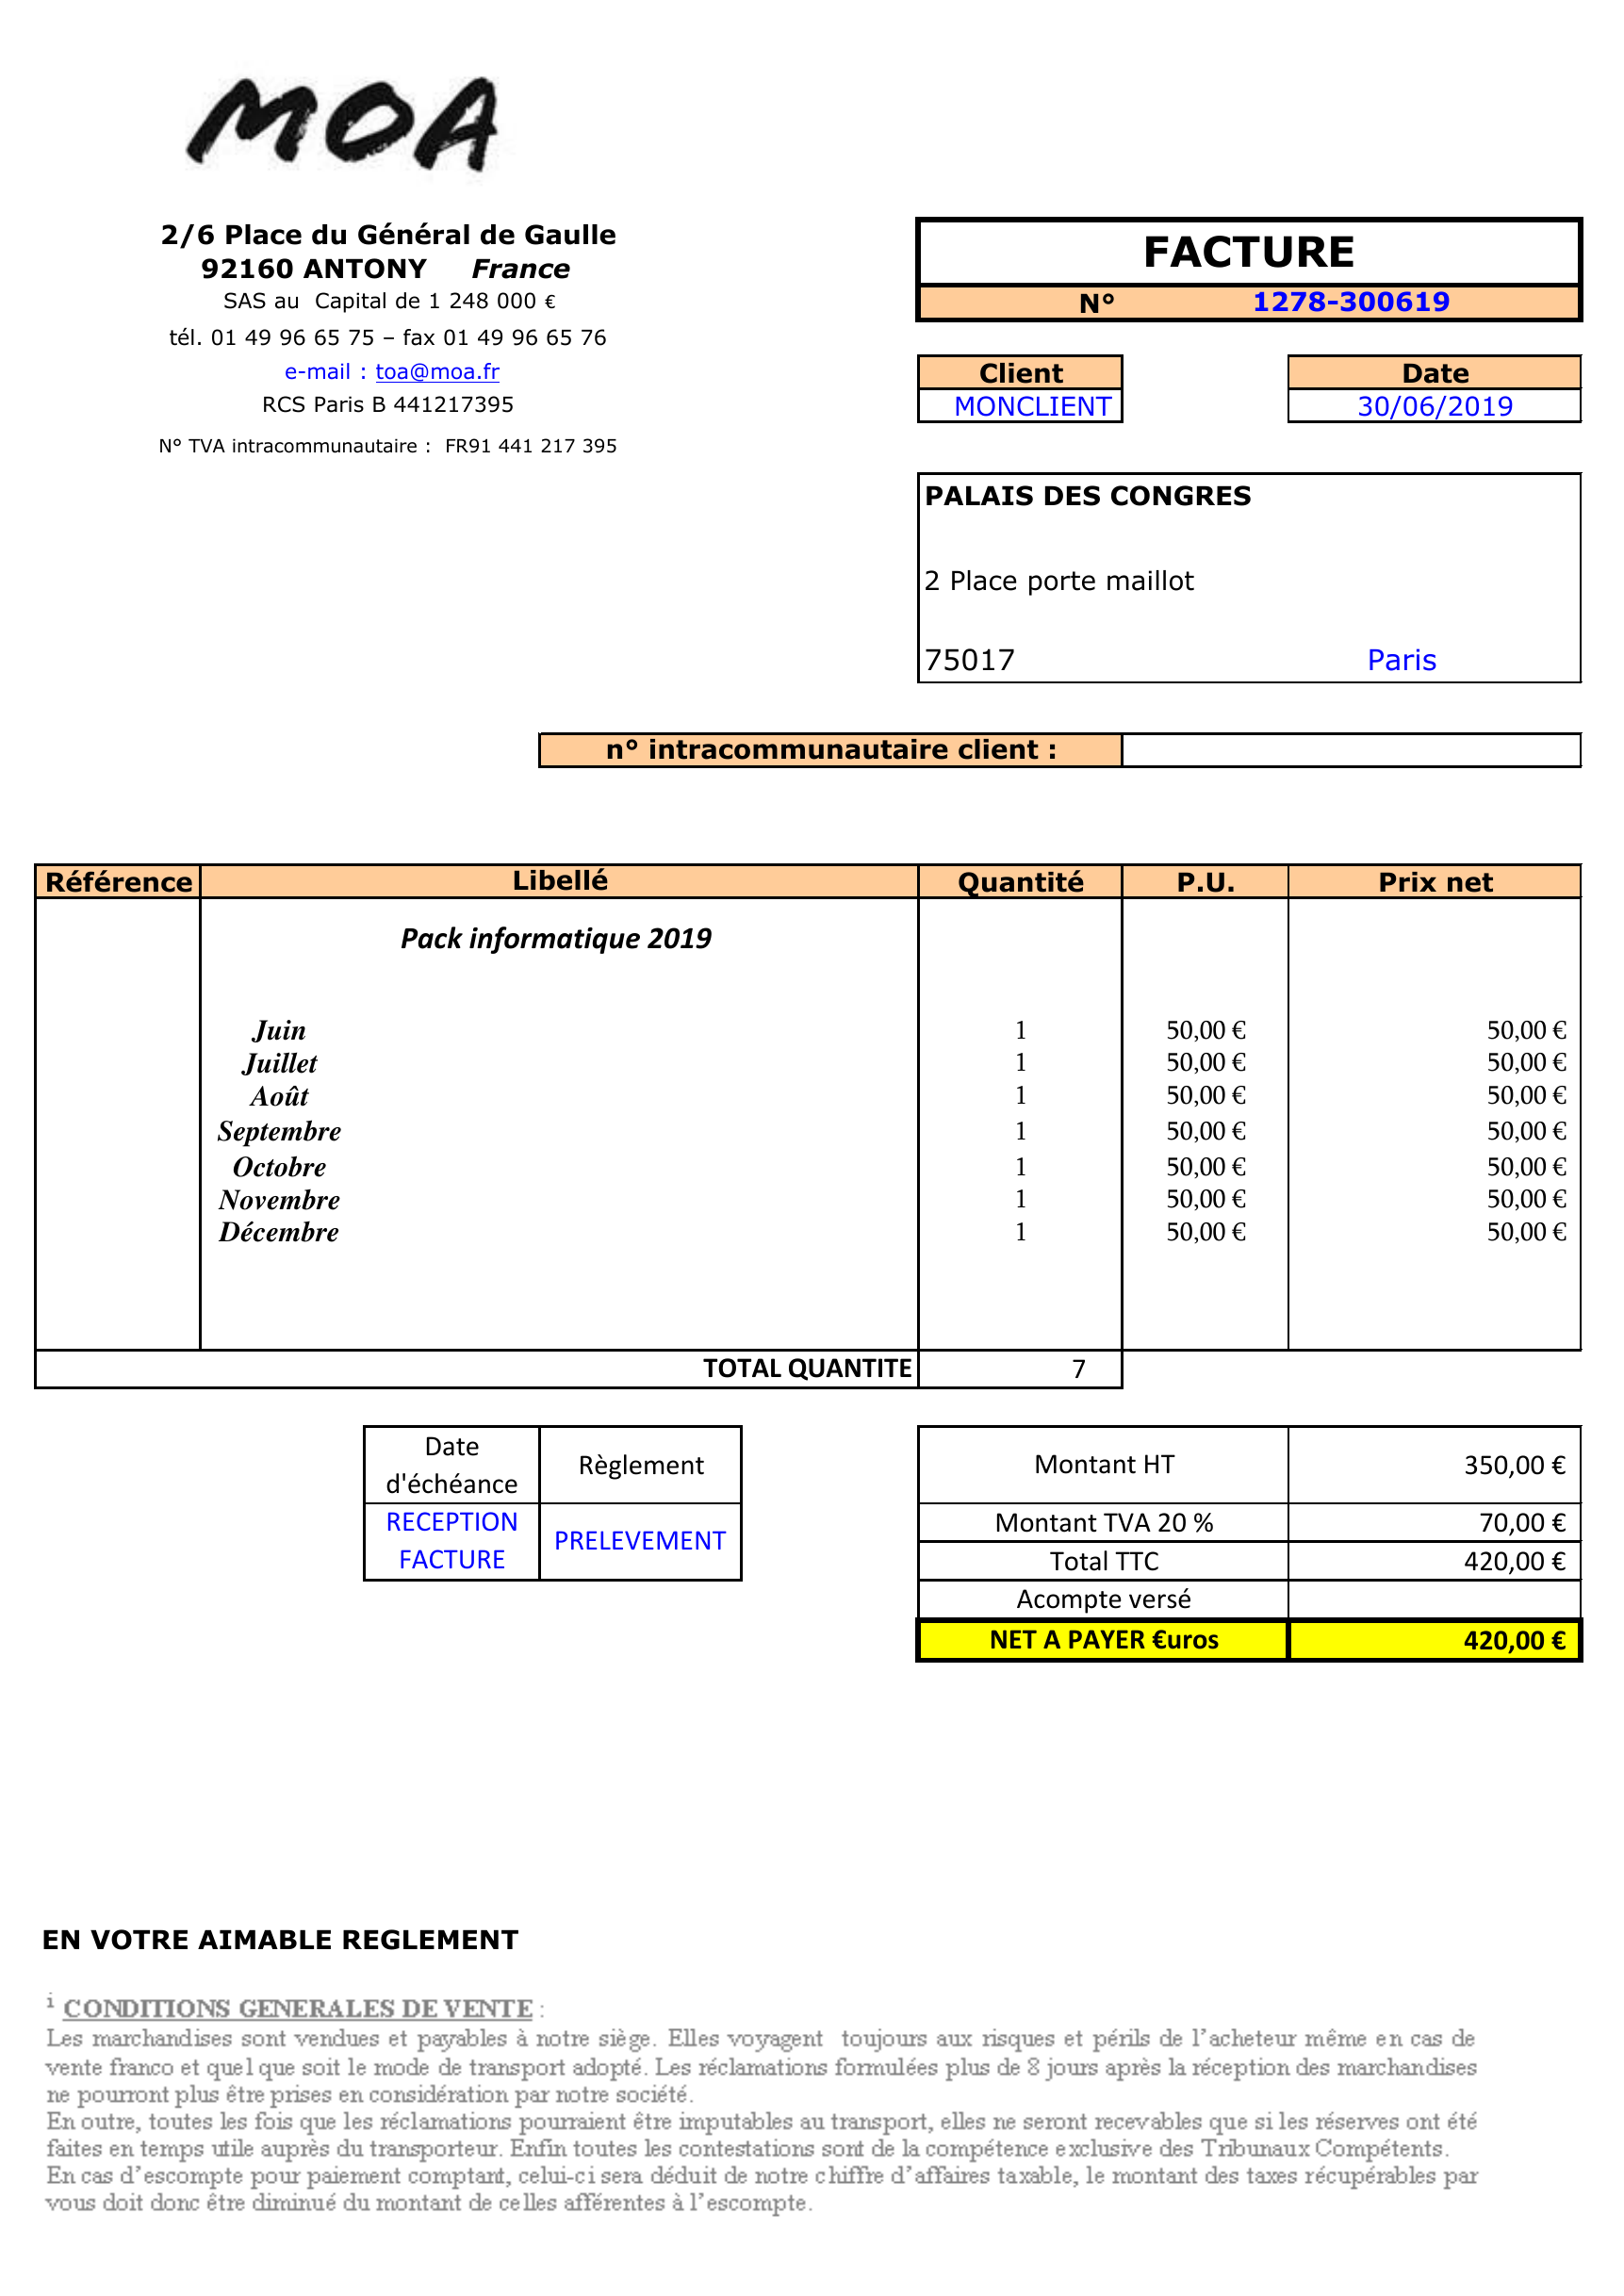 MOA
2/6 Place du Général de Gaulle
92160 ANTONY France
SAS au Capital de 1 248 000 €
tél. 01 49 96 65 75 – fax 01 49 96 65 76
e-mail : toa@moa.fr
RCS Paris B 441217395
N° TVA intracommunautaire : FR91 441 217 395
FACTURE
N° 1278-300619
Client Date
MONCLIENT 30/06/2019
PALAIS DES CONGRES
2 Place porte maillot
75017 Paris
n° intracommunautaire client :
Référence Libellé Quantité P.U. Prix net
Pack informatique 2019
Juin 1 50,00 € 50,00 €
Juillet 1 50,00 € 50,00 €
Août 1 50,00 € 50,00 €
Septembre 1 50,00 € 50,00 €
Octobre 1 50,00 € 50,00 €
Novembre 1 50,00 € 50,00 €
Décembre 1 50,00 € 50,00 €
TOTAL QUANTITE 7
Date
d'échéance
Règlement
RECEPTION
FACTURE
PRELEVEMENT
Montant HT 350,00 €
Montant TVA 20 % 70,00 €
Total TTC 420,00 €
Acompte versé
NET A PAYER €uros 420,00 €
EN VOTRE AIMABLE REGLEMENT
i CONDITIONS GENERALES DE VENTE :
Les marchandises sont vendues et payables à notre siège. Elles voyagent toujours aux risques et périls de l'acheteur même en cas de
vente franco et quel que soit le mode de transport adopté. Les réclamations formulées plus de 8 jours après la réception des marchandises
ne pourront plus être prises en considération par notre société.
En outre, toutes les fois que les réclamations pourraient être imputables au transport, elles ne seront recevables que si les réserves ont été
faites en temps utile auprès du transporteur. Enfin toutes les contestations sont de la compétence exclusive des Tribunaux Compétents.
En cas d'escompte pour paiement comptant, celui-ci sera déduit de notre chiffre d'affaires taxable, le montant des taxes récupérables par
vous doit donc être diminué du montant de celles afférentes à l'escompte.